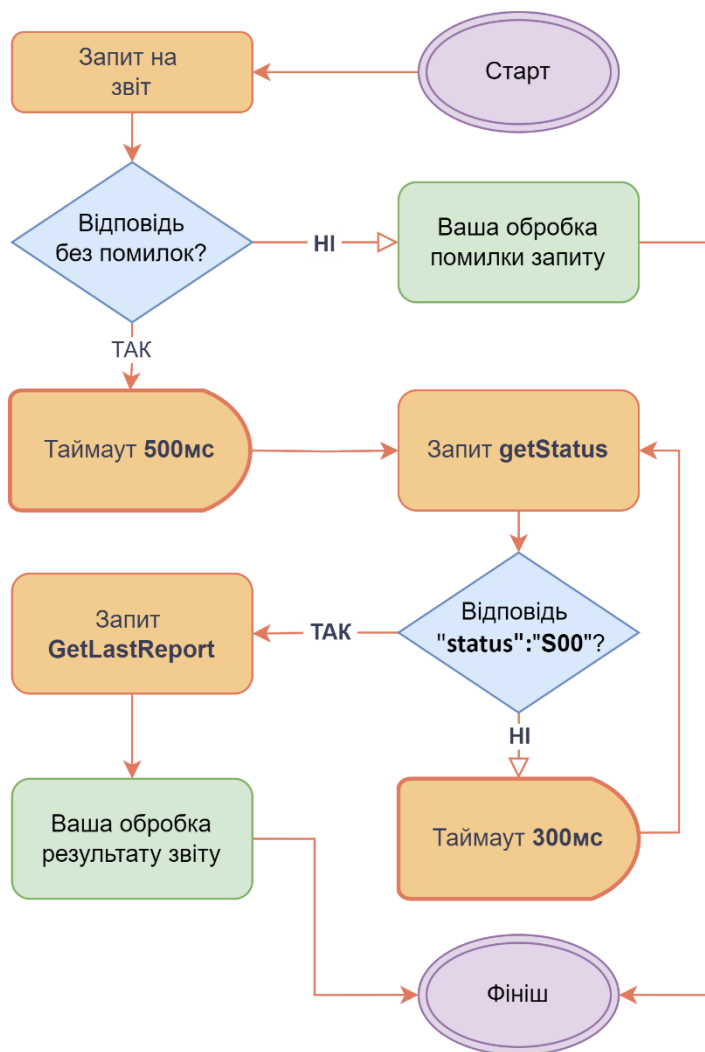 Запит на
звіт
Старт
Відповідь
без помилок?
НІ
Ваша обробка
помилки запиту
ТАК
Таймаут 500мс
Запит getStatus
Відповідь
"status":"S00"?
ТАК
Запит
GetLastReport
НІ
Таймаут 300мс
Ваша обробка
результату звіту
Фініш